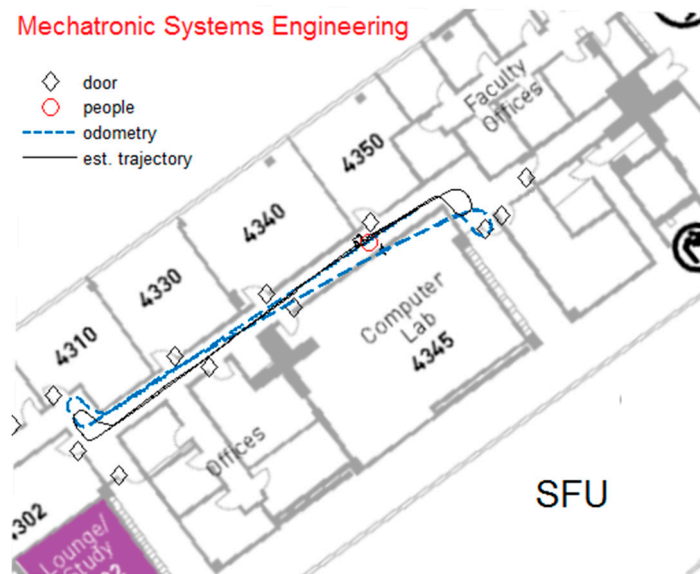 Mechatronic Systems Engineering
door
people
odometry
est. trajectory
Faculty
Offices
4350
4340
4330
4310
Computer
Lab
4345
Offices
SFU
4302
Lounge/
Study